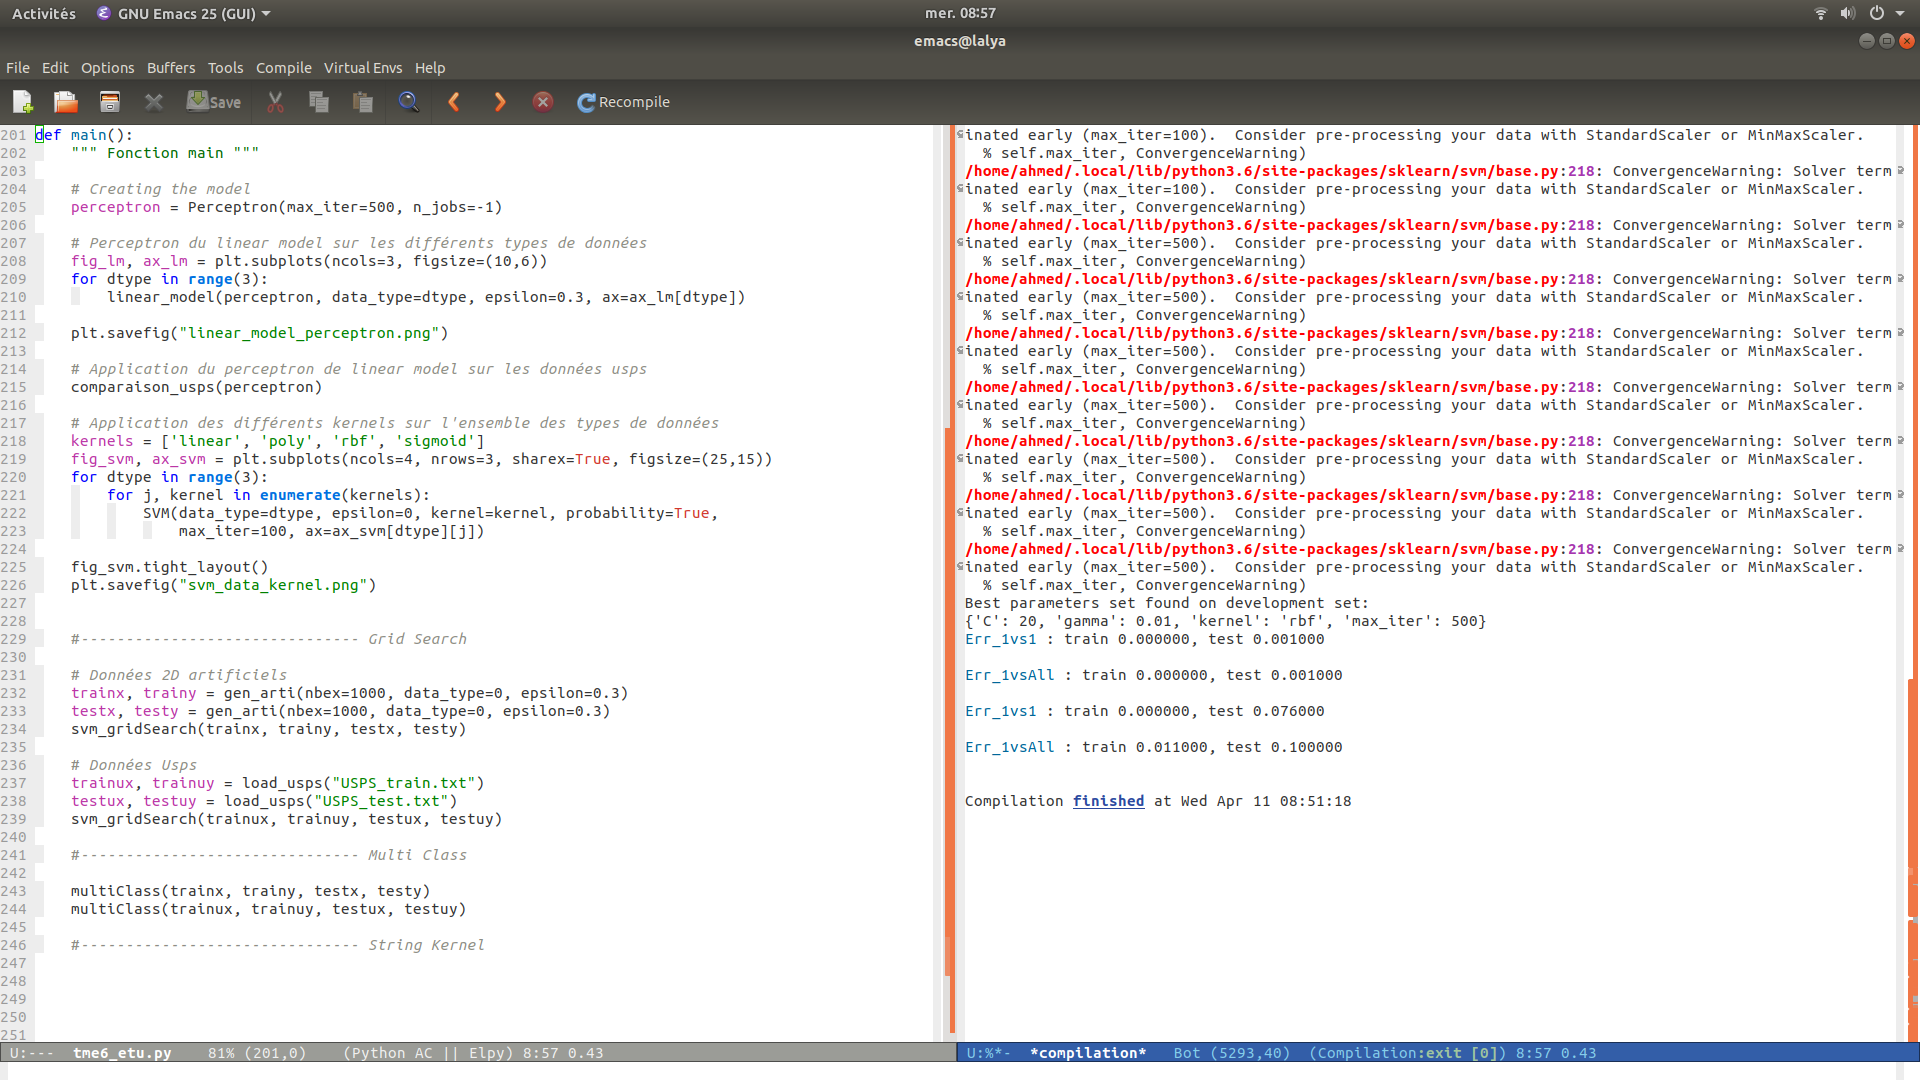 Activités GNU Emacs 25 (GUI) mer. 08:57
emacs@lalya
File Edit Options Buffers Tools Compile Virtual Envs Help
Save Recompile
201 def main():
202     """ Fonction main """
203
204     # Creating the model
205     perceptron = Perceptron(max_iter=500, n_jobs=-1)
206
207     # Perceptron du linear model sur les différents types de données
208     fig_lm, ax_lm = plt.subplots(ncols=3, figsize=(10,6))
209     for dtype in range(3):
210         linear_model(perceptron, data_type=dtype, epsilon=0.3, ax=ax_lm[dtype])
211
212     plt.savefig("linear_model_perceptron.png")
213
214     # Application du perceptron de linear model sur les données usps
215     comparaison_usps(perceptron)
216
217     # Application des différents kernels sur l'ensemble des types de données
218     kernels = ['linear', 'poly', 'rbf', 'sigmoid']
219     fig_svm, ax_svm = plt.subplots(ncols=4, nrows=3, sharex=True, figsize=(25,15))
220     for dtype in range(3):
221         for j, kernel in enumerate(kernels):
222             SVM(data_type=dtype, epsilon=0, kernel=kernel, probability=True,
223                 max_iter=100, ax=ax_svm[dtype][j])
224
225     fig_svm.tight_layout()
226     plt.savefig("svm_data_kernel.png")
227
228
229     #------------------------------- Grid Search
230
231     # Données 2D artificiels
232     trainx, trainy = gen_arti(nbex=1000, data_type=0, epsilon=0.3)
233     testx, testy = gen_arti(nbex=1000, data_type=0, epsilon=0.3)
234     svm_gridSearch(trainx, trainy, testx, testy)
235
236     # Données Usps
237     trainux, trainuy = load_usps("USPS_train.txt")
238     testux, testuy = load_usps("USPS_test.txt")
239     svm_gridSearch(trainux, trainuy, testux, testuy)
240
241     #------------------------------- Multi Class
242
243     multiClass(trainx, trainy, testx, testy)
244     multiClass(trainux, trainuy, testux, testuy)
245
246     #------------------------------- String Kernel
247
248
249
250
251
U:--- tme6_etu.py 81% (201,0) (Python AC || Elpy) 8:57 0.43
inated early (max_iter=100).  Consider pre-processing your data with StandardScaler or MinMaxScaler.
  % self.max_iter, ConvergenceWarning)
/home/ahmed/.local/lib/python3.6/site-packages/sklearn/svm/base.py:218: ConvergenceWarning: Solver term
inated early (max_iter=100).  Consider pre-processing your data with StandardScaler or MinMaxScaler.
  % self.max_iter, ConvergenceWarning)
/home/ahmed/.local/lib/python3.6/site-packages/sklearn/svm/base.py:218: ConvergenceWarning: Solver term
inated early (max_iter=500).  Consider pre-processing your data with StandardScaler or MinMaxScaler.
  % self.max_iter, ConvergenceWarning)
/home/ahmed/.local/lib/python3.6/site-packages/sklearn/svm/base.py:218: ConvergenceWarning: Solver term
inated early (max_iter=500).  Consider pre-processing your data with StandardScaler or MinMaxScaler.
  % self.max_iter, ConvergenceWarning)
/home/ahmed/.local/lib/python3.6/site-packages/sklearn/svm/base.py:218: ConvergenceWarning: Solver term
inated early (max_iter=500).  Consider pre-processing your data with StandardScaler or MinMaxScaler.
  % self.max_iter, ConvergenceWarning)
/home/ahmed/.local/lib/python3.6/site-packages/sklearn/svm/base.py:218: ConvergenceWarning: Solver term
inated early (max_iter=500).  Consider pre-processing your data with StandardScaler or MinMaxScaler.
  % self.max_iter, ConvergenceWarning)
/home/ahmed/.local/lib/python3.6/site-packages/sklearn/svm/base.py:218: ConvergenceWarning: Solver term
inated early (max_iter=500).  Consider pre-processing your data with StandardScaler or MinMaxScaler.
  % self.max_iter, ConvergenceWarning)
/home/ahmed/.local/lib/python3.6/site-packages/sklearn/svm/base.py:218: ConvergenceWarning: Solver term
inated early (max_iter=500).  Consider pre-processing your data with StandardScaler or MinMaxScaler.
  % self.max_iter, ConvergenceWarning)
/home/ahmed/.local/lib/python3.6/site-packages/sklearn/svm/base.py:218: ConvergenceWarning: Solver term
inated early (max_iter=500).  Consider pre-processing your data with StandardScaler or MinMaxScaler.
  % self.max_iter, ConvergenceWarning)
Best parameters set found on development set:
{'C': 20, 'gamma': 0.01, 'kernel': 'rbf', 'max_iter': 500}
Err_1vs1 : train 0.000000, test 0.001000
Err_1vsAll : train 0.000000, test 0.001000
Err_1vs1 : train 0.000000, test 0.076000
Err_1vsAll : train 0.011000, test 0.100000
Compilation finished at Wed Apr 11 08:51:18
U:%*- *compilation* Bot (5293,40) (Compilation:exit [0]) 8:57 0.43